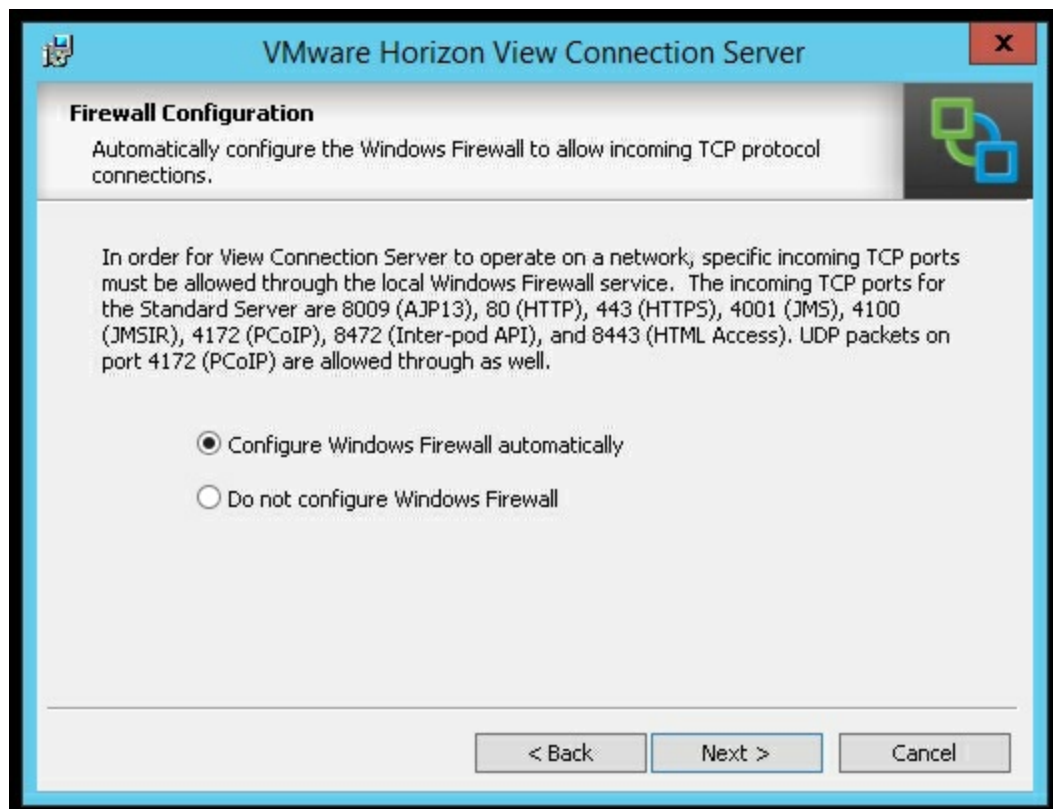 VMware Horizon View Connection Server
x
Firewall Configuration
Automatically configure the Windows Firewall to allow incoming TCP protocol
connections.
In order for View Connection Server to operate on a network, specific incoming TCP ports
must be allowed through the local Windows Firewall service.  The incoming TCP ports for
the Standard Server are 8009 (AJP13), 80 (HTTP), 443 (HTTPS), 4001 (JMS), 4100
(JMSIR), 4172 (PCoIP), 8472 (Inter-pod API), and 8443 (HTML Access). UDP packets on
port 4172 (PCoIP) are allowed through as well.
Configure Windows Firewall automatically
Do not configure Windows Firewall
< Back Next > Cancel